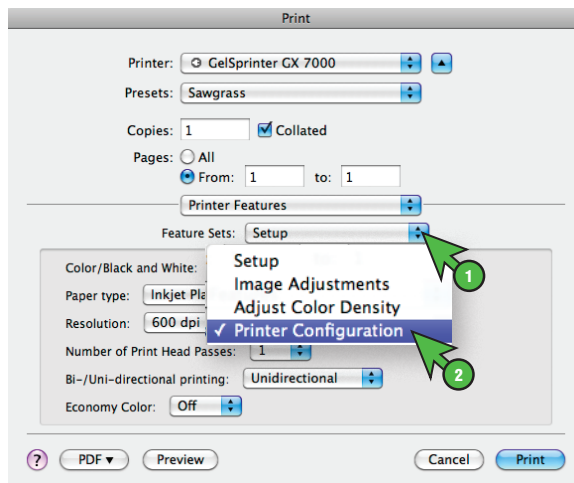 Print
Printer: GelSprinter GX 7000
Presets: Sawgrass
Copies: 1 Collated
Pages: All
From: 1 to: 1
Printer Features
Feature Sets: Setup
1
Setup
Image Adjustments
Adjust Color Density
✓ Printer Configuration
2
Color/Black and White:
Paper type: Inkjet Pla
Resolution: 600 dpi
Number of Print Head Passes: 1
Bi-/Uni-directional printing: Unidirectional
Economy Color: Off
? PDF ▼ Preview Cancel Print